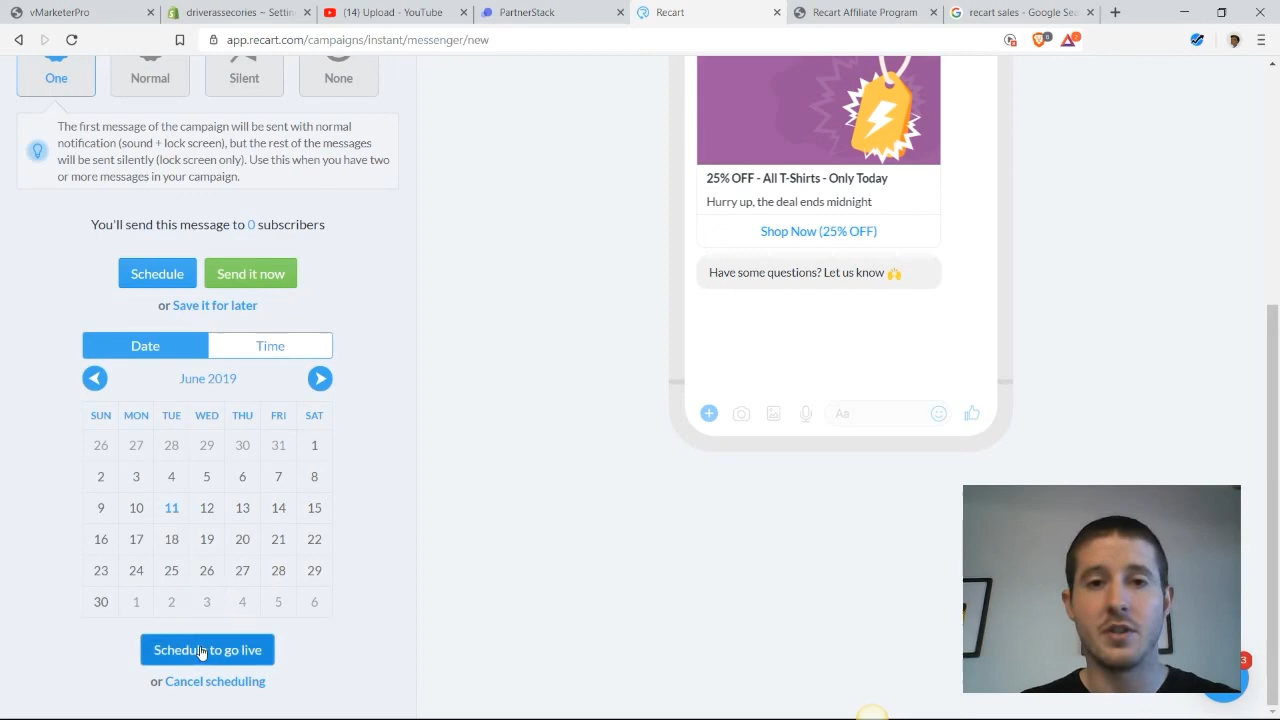 vMarketerPro
driverassecories ~ Settin
(14) Upload - YouTube
PartnerStack
Recart
Recart Affiliate Program
recart sales - Google Sea
app.recart.com/campaigns/instant/messenger/new
One
Normal
Silent
None
The first message of the campaign will be sent with normal
notification (sound + lock screen), but the rest of the messages
will be sent silently (lock screen only). Use this when you have two
or more messages in your campaign.
You'll send this message to 0 subscribers
Schedule
Send it now
or Save it for later
Date
Time
June 2019
SUN MON TUE WED THU FRI SAT
26 27 28 29 30 31 1
2 3 4 5 6 7 8
9 10 11 12 13 14 15
16 17 18 19 20 21 22
23 24 25 26 27 28 29
30 1 2 3 4 5 6
Schedule to go live
or Cancel scheduling
25% OFF - All T-Shirts - Only Today
Hurry up, the deal ends midnight
Shop Now (25% OFF)
Have some questions? Let us know 🙌
Aa
3